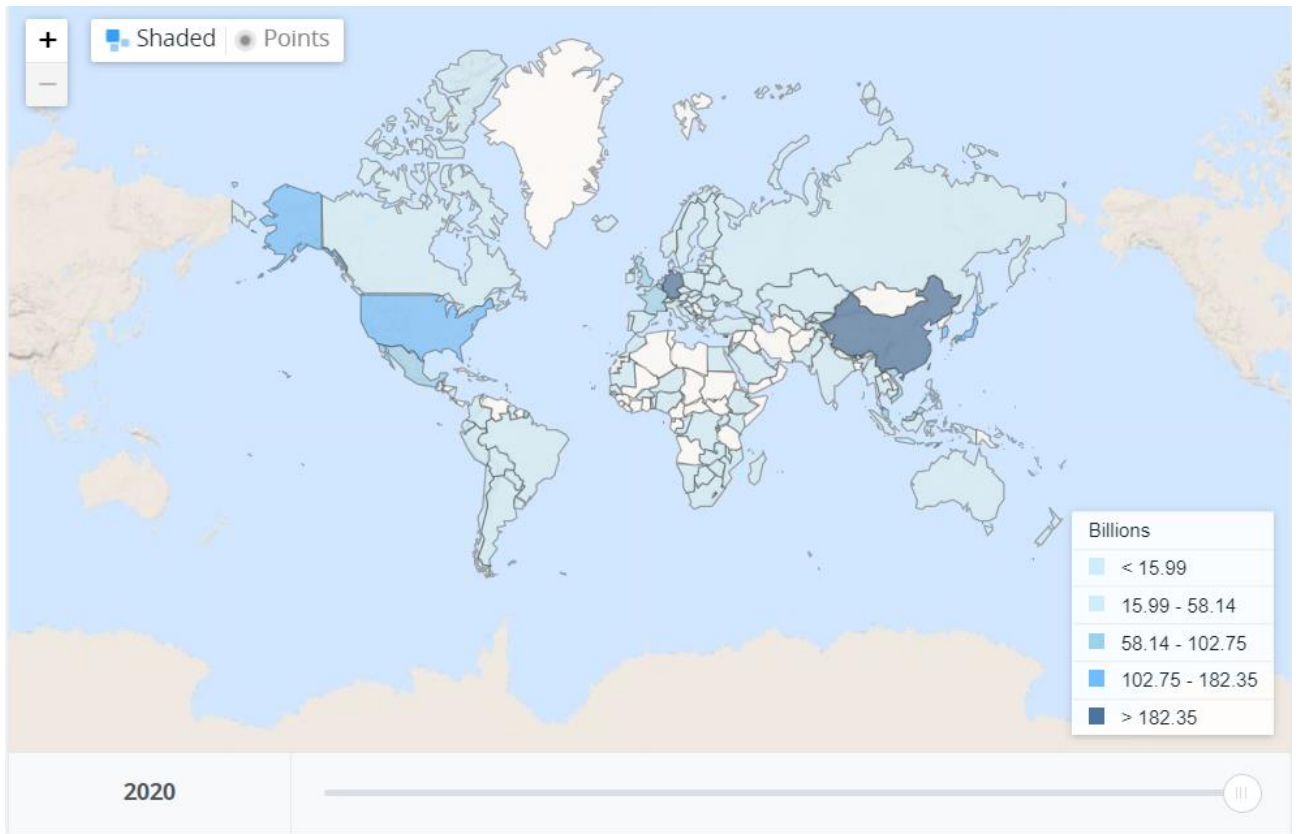 +
Shaded
Points
−
Billions
< 15.99
15.99 - 58.14
58.14 - 102.75
102.75 - 182.35
> 182.35
2020